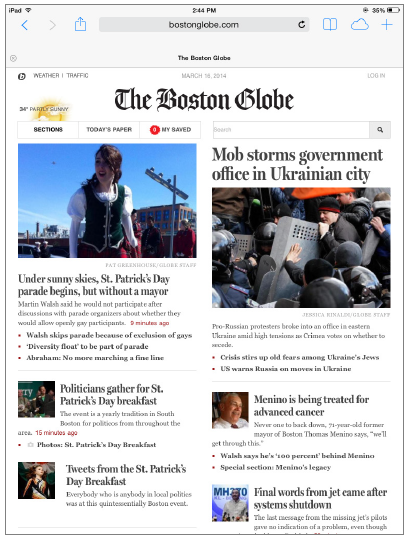 iPad
2:44 PM
35%
bostonglobe.com
The Boston Globe
b WEATHER | TRAFFIC
MARCH 16, 2014
LOG IN
34° PARTLY SUNNY
The Boston Globe
SECTIONS
TODAY'S PAPER
0 MY SAVED
Search
PAT GREENHOUSE/GLOBE STAFF
Under sunny skies, St. Patrick's Day
parade begins, but without a mayor
Martin Walsh said he would not participate after
discussions with parade organizers about whether they
would allow openly gay participants. 9 minutes ago
• Walsh skips parade because of exclusion of gays
• 'Diversity float' to be part of parade
• Abraham: No more marching a fine line
Politicians gather for St.
Patrick's Day breakfast
The event is a yearly tradition in South
Boston for politicos from throughout the
area. 15 minutes ago
• Photos: St. Patrick's Day Breakfast
Tweets from the St. Patrick's
Day Breakfast
Everybody who is anybody in local politics
was at this quintessentially Boston event.
Mob storms government
office in Ukrainian city
JESSICA RINALDI/GLOBE STAFF
Pro-Russian protesters broke into an office in eastern
Ukraine amid high tensions as Crimea votes on whether to
secede.
• Crisis stirs up old fears among Ukraine's Jews
• US warns Russia on moves in Ukraine
Menino is being treated for
advanced cancer
Never one to back down, 71-year-old former
mayor of Boston Thomas Menino says, "we'll
get through this."
• Walsh says he's '100 percent' behind Menino
• Special section: Menino's legacy
MH370
Final words from jet came after
systems shutdown
The last message from the missing jet's pilots
gave no indication of a problem, even though